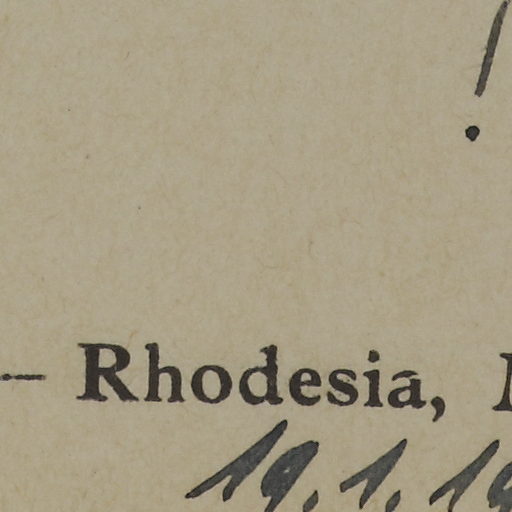 !
— Rhodesia,
19. 1. 19